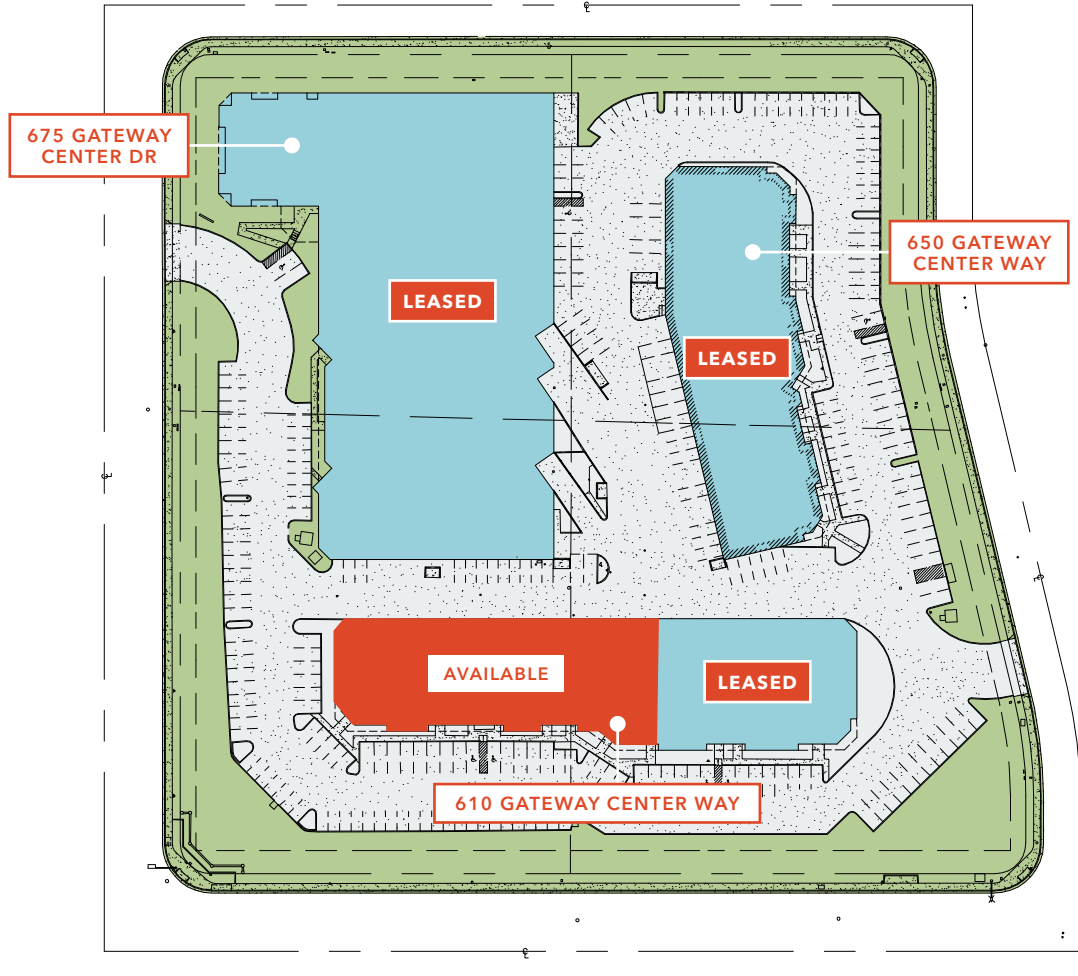 675 GATEWAY
CENTER DR
650 GATEWAY
CENTER WAY
LEASED
LEASED
AVAILABLE
LEASED
610 GATEWAY CENTER WAY